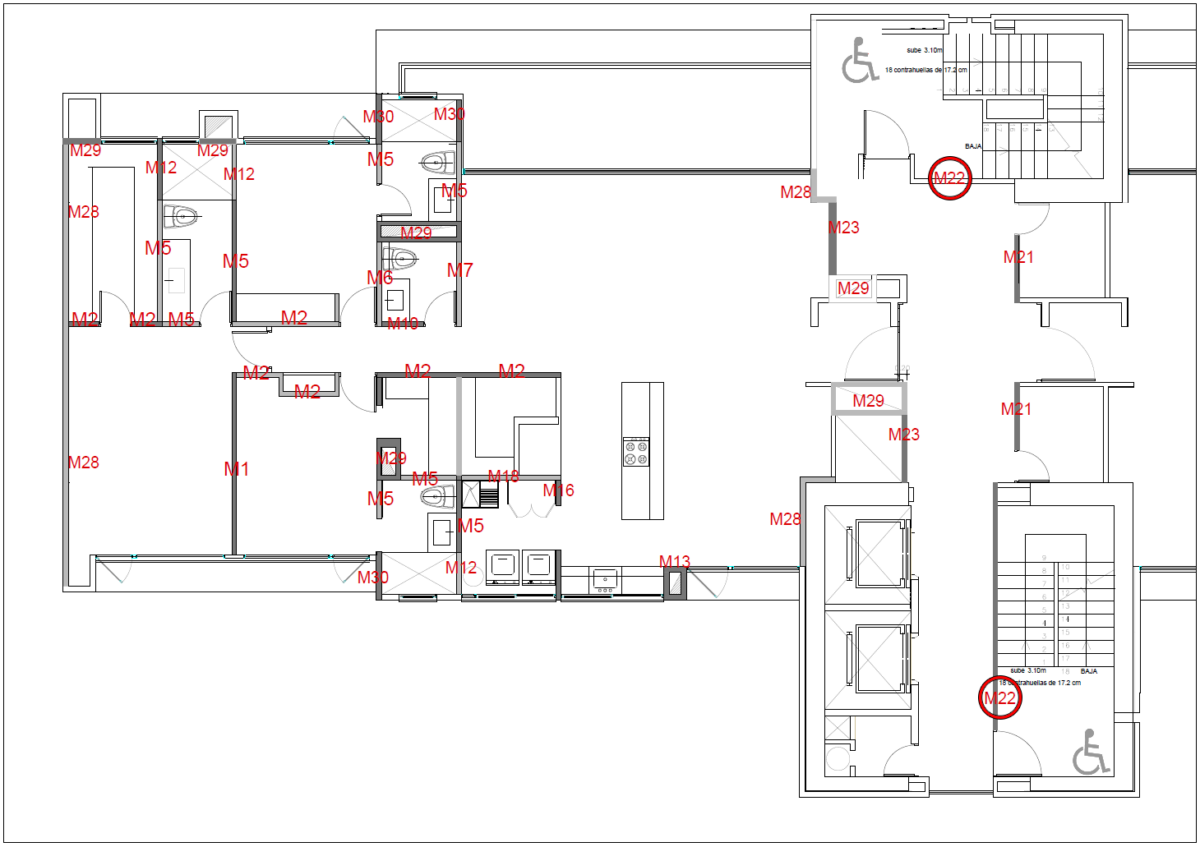 sube 3.10m
18 contrahuellas de 17.2 cm
M30
M30
BAJA
M29
M29
M12
M12
M5
M22
M5
M28
M28
M23
M29
M5
M5
M21
M6
M7
M29
M2
M2
M5
M2
M10
M2
M2
M2
M2
M29
M21
M23
M28
M1
M29
M5
M18
M16
M5
M5
M28
M12
M13
M30
9
10
8
11
7
12
6
13
5
14
4
15
3
16
2
17
1
18
sube 3.10m
BAJA
18 contrahuellas de 17.2 cm
M22